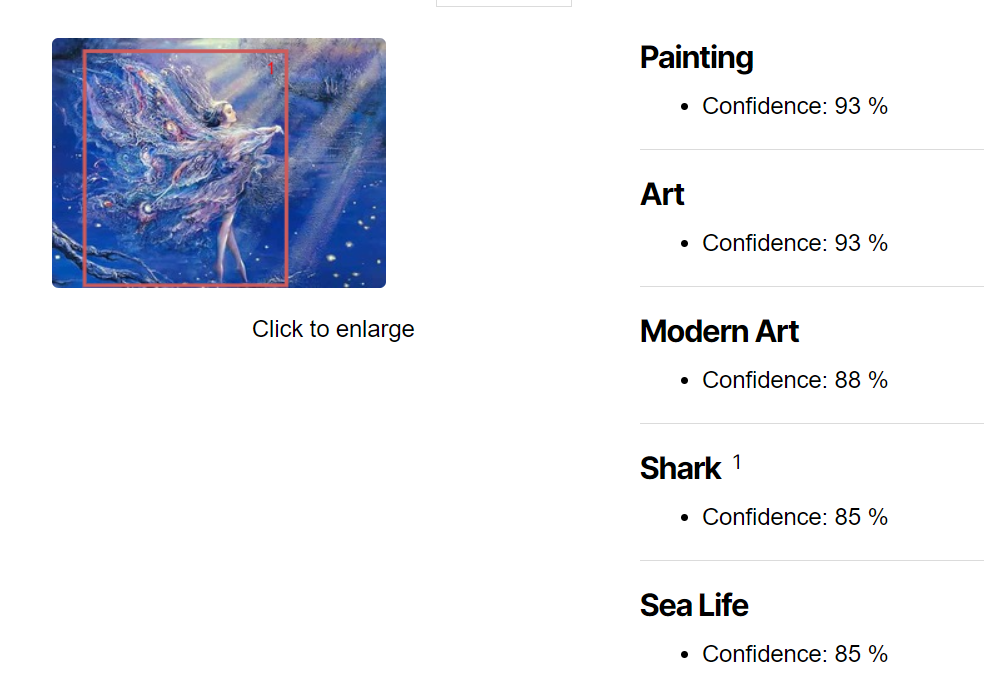 1
Click to enlarge
Painting
• Confidence: 93 %
Art
• Confidence: 93 %
Modern Art
• Confidence: 88 %
Shark 1
• Confidence: 85 %
Sea Life
• Confidence: 85 %